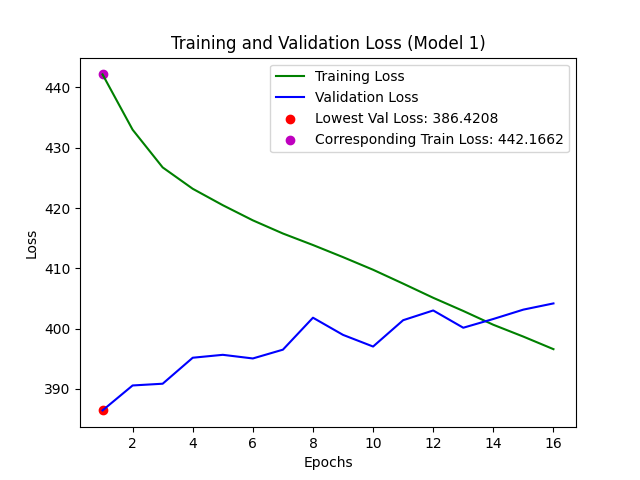 Training and Validation Loss (Model 1)
Training Loss
Validation Loss
Lowest Val Loss: 386.4208
Corresponding Train Loss: 442.1662
440
430
420
410
400
390
Loss
2 4 6 8 10 12 14 16
Epochs